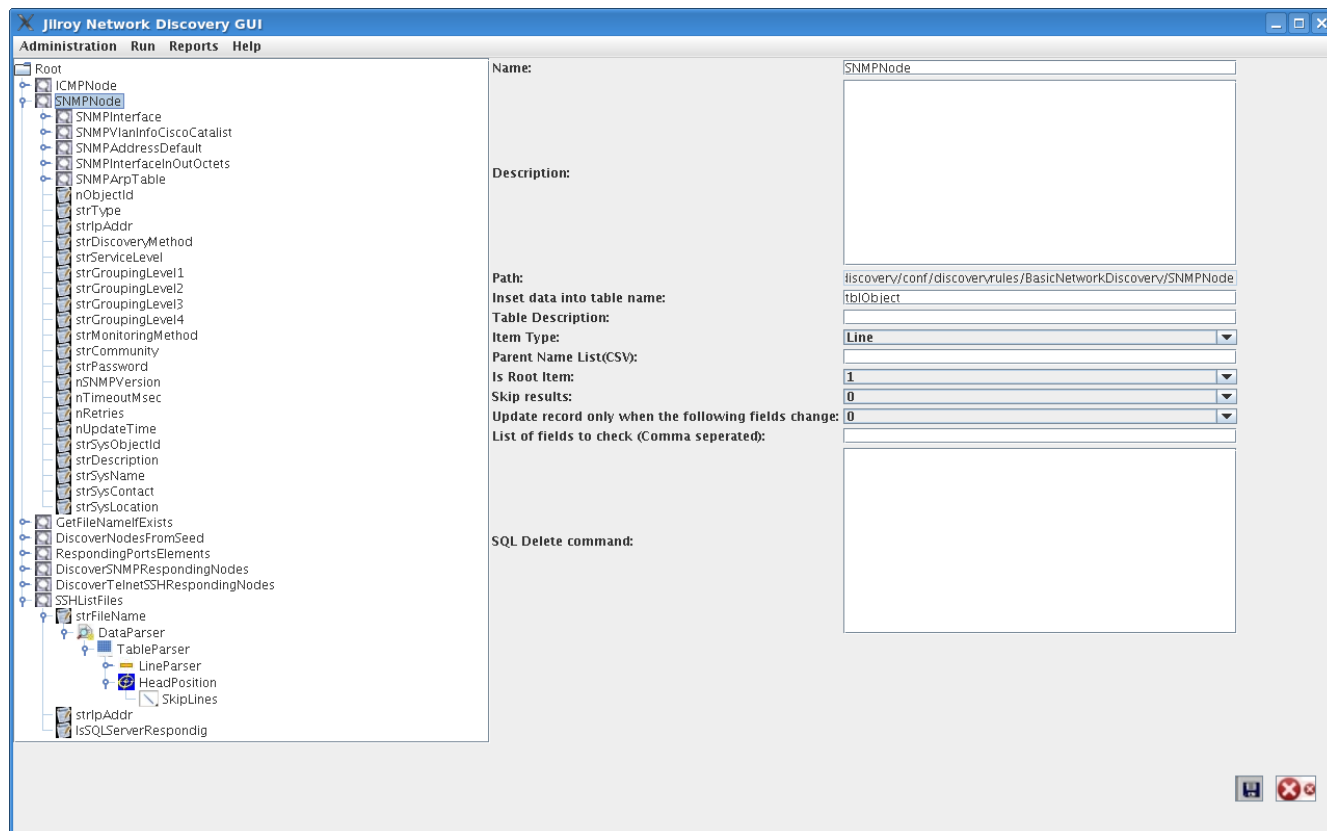 Jilroy Network Discovery GUI
Administration Run Reports Help
Root
ICMPNode
SNMPNode
SNMPInterface
SNMPVlanInfoCiscoCatalist
SNMPAddressDefault
SNMPInterfaceInOutOctets
SNMPArpTable
nObjectId
strType
strIpAddr
strDiscoveryMethod
strServiceLevel
strGroupingLevel1
strGroupingLevel2
strGroupingLevel3
strGroupingLevel4
strMonitoringMethod
strCommunity
strPassword
nSNMPVersion
nTimeoutMsec
nRetries
nUpdateTime
strSysObjectId
strDescription
strSysName
strSysContact
strSysLocation
GetFileNameIfExists
DiscoverNodesFromSeed
RespondingPortsElements
DiscoverSNMPRespondingNodes
DiscoverTelnetSSHRespondingNodes
SSHListFiles
strFileName
DataParser
TableParser
LineParser
HeadPosition
SkipLines
strIpAddr
IsSQLServerRespondig
Name: SNMPNode
Description:
Path: discovery/conf/discoveryrules/BasicNetworkDiscovery/SNMPNode
Inset data into table name: tblObject
Table Description:
Item Type: Line
Parent Name List(CSV):
Is Root Item: 1
Skip results: 0
Update record only when the following fields change: 0
List of fields to check (Comma seperated):
SQL Delete command: